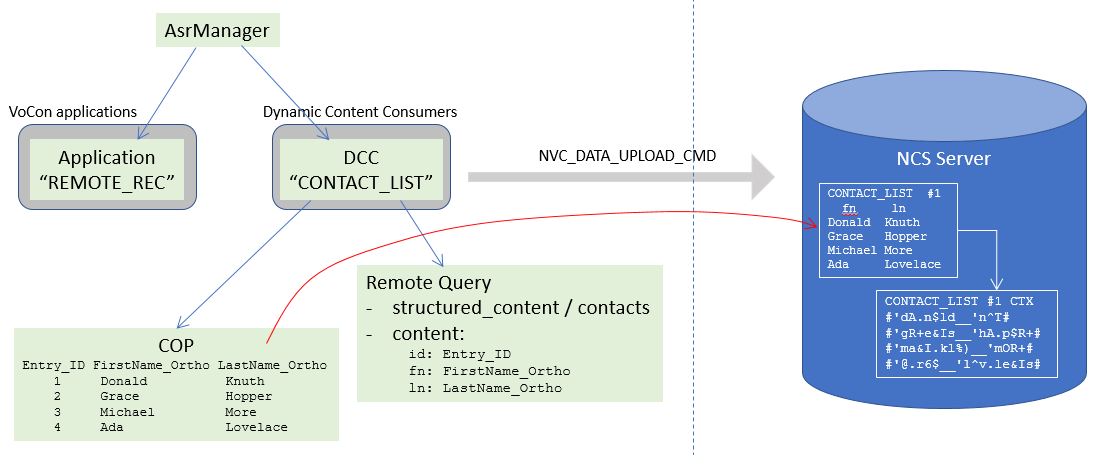 AsrManager
VoCon applications
Application
“REMOTE_REC”
Dynamic Content Consumers
DCC
“CONTACT_LIST”
NVC_DATA_UPLOAD_CMD
COP
Entry_ID FirstName_Ortho LastName_Ortho
1 Donald Knuth
2 Grace Hopper
3 Michael More
4 Ada Lovelace
Remote Query
- structured_content / contacts
- content:
id: Entry_ID
fn: FirstName_Ortho
ln: LastName_Ortho
NCS Server
CONTACT_LIST #1
fn ln
Donald Knuth
Grace Hopper
Michael More
Ada Lovelace
CONTACT_LIST #1 CTX
#'dA.n$ld__'n^T#
#'gR+e&Is__'hA.p$R+#
#'ma&I.kl%)__'mOR+#
#'@.r6$__'l^v.le&Is#